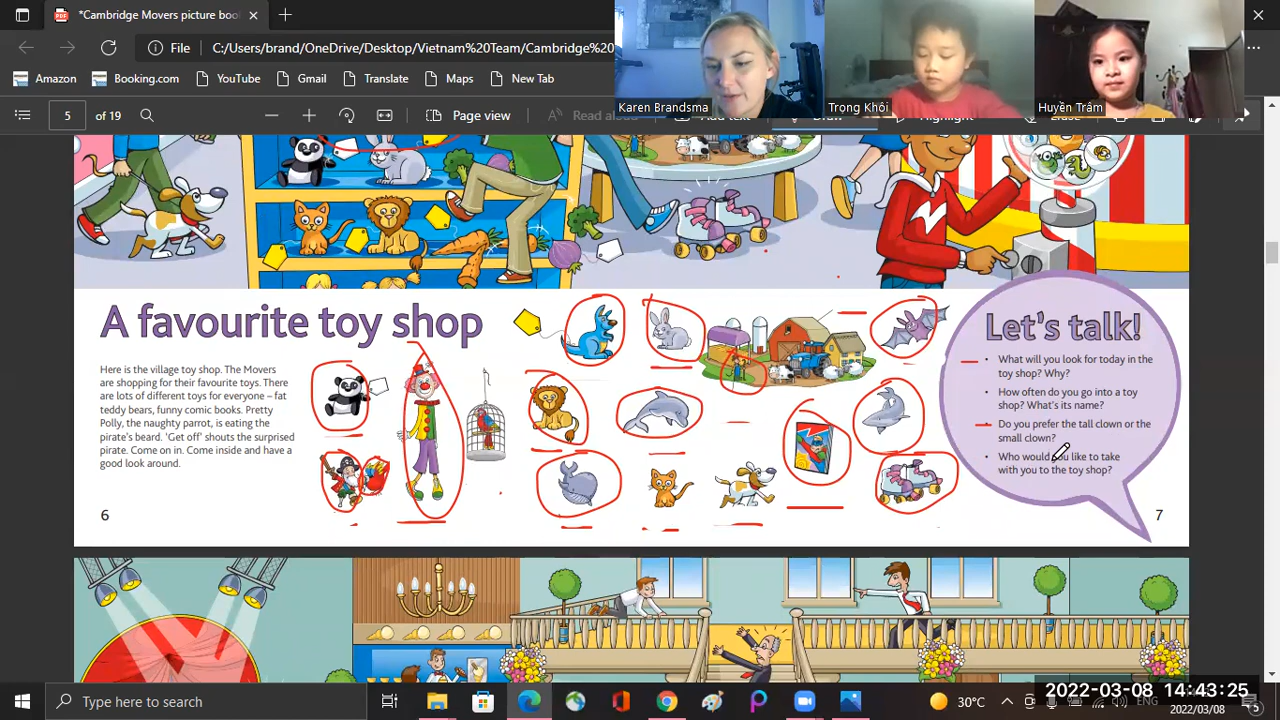 *Cambridge Movers picture boo
File
C:/Users/brand/OneDrive/Desktop/Vietnam%20Team/Cambridge%20
Amazon
Booking.com
YouTube
Gmail
Translate
Maps
New Tab
Karen Brandsma
Trọng Khôi
Huyền Trâm
5
of 19
Page view
Read aloud
A favourite toy shop
Here is the village toy shop. The Movers
are shopping for their favourite toys. There
are lots of different toys for everyone – fat
teddy bears, funny comic books. Pretty
Polly, the naughty parrot, is eating the
pirate's beard. 'Get off' shouts the surprised
pirate. Come on in. Come inside and have a
good look around.
6
Let's talk!
• What will you look for today in the
toy shop? Why?
• How often do you go into a toy
shop? What's its name?
• Do you prefer the tall clown or the
small clown?
• Who would you like to take
with you to the toy shop?
7
Type here to search
30°C
2022-03-08 14:43:25
2022/03/08
5